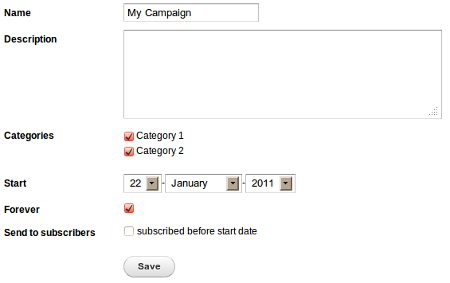 Name My Campaign
Description
Categories Category 1
Category 2
Start 22 - January - 2011
Forever
Send to subscribers subscribed before start date
Save